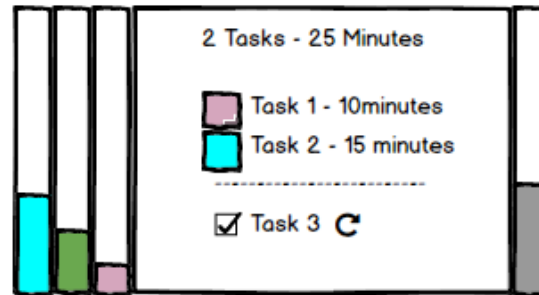 2 Tasks - 25 Minutes
Task 1 - 10minutes
Task 2 - 15 minutes
Task 3